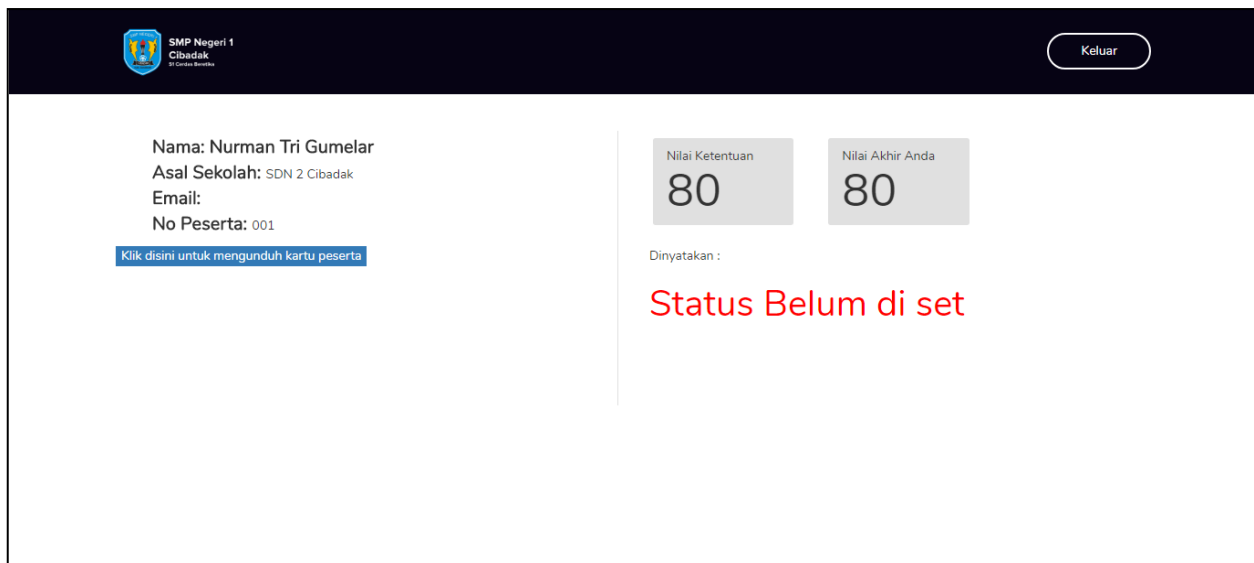 SMP Negeri 1
Cibadak
Keluar
Nama: Nurman Tri Gumelar
Asal Sekolah: SDN 2 Cibadak
Email:
No Peserta: 001
Klik disini untuk mengunduh kartu peserta
Nilai Ketentuan
80
Nilai Akhir Anda
80
Dinyatakan :
Status Belum di set